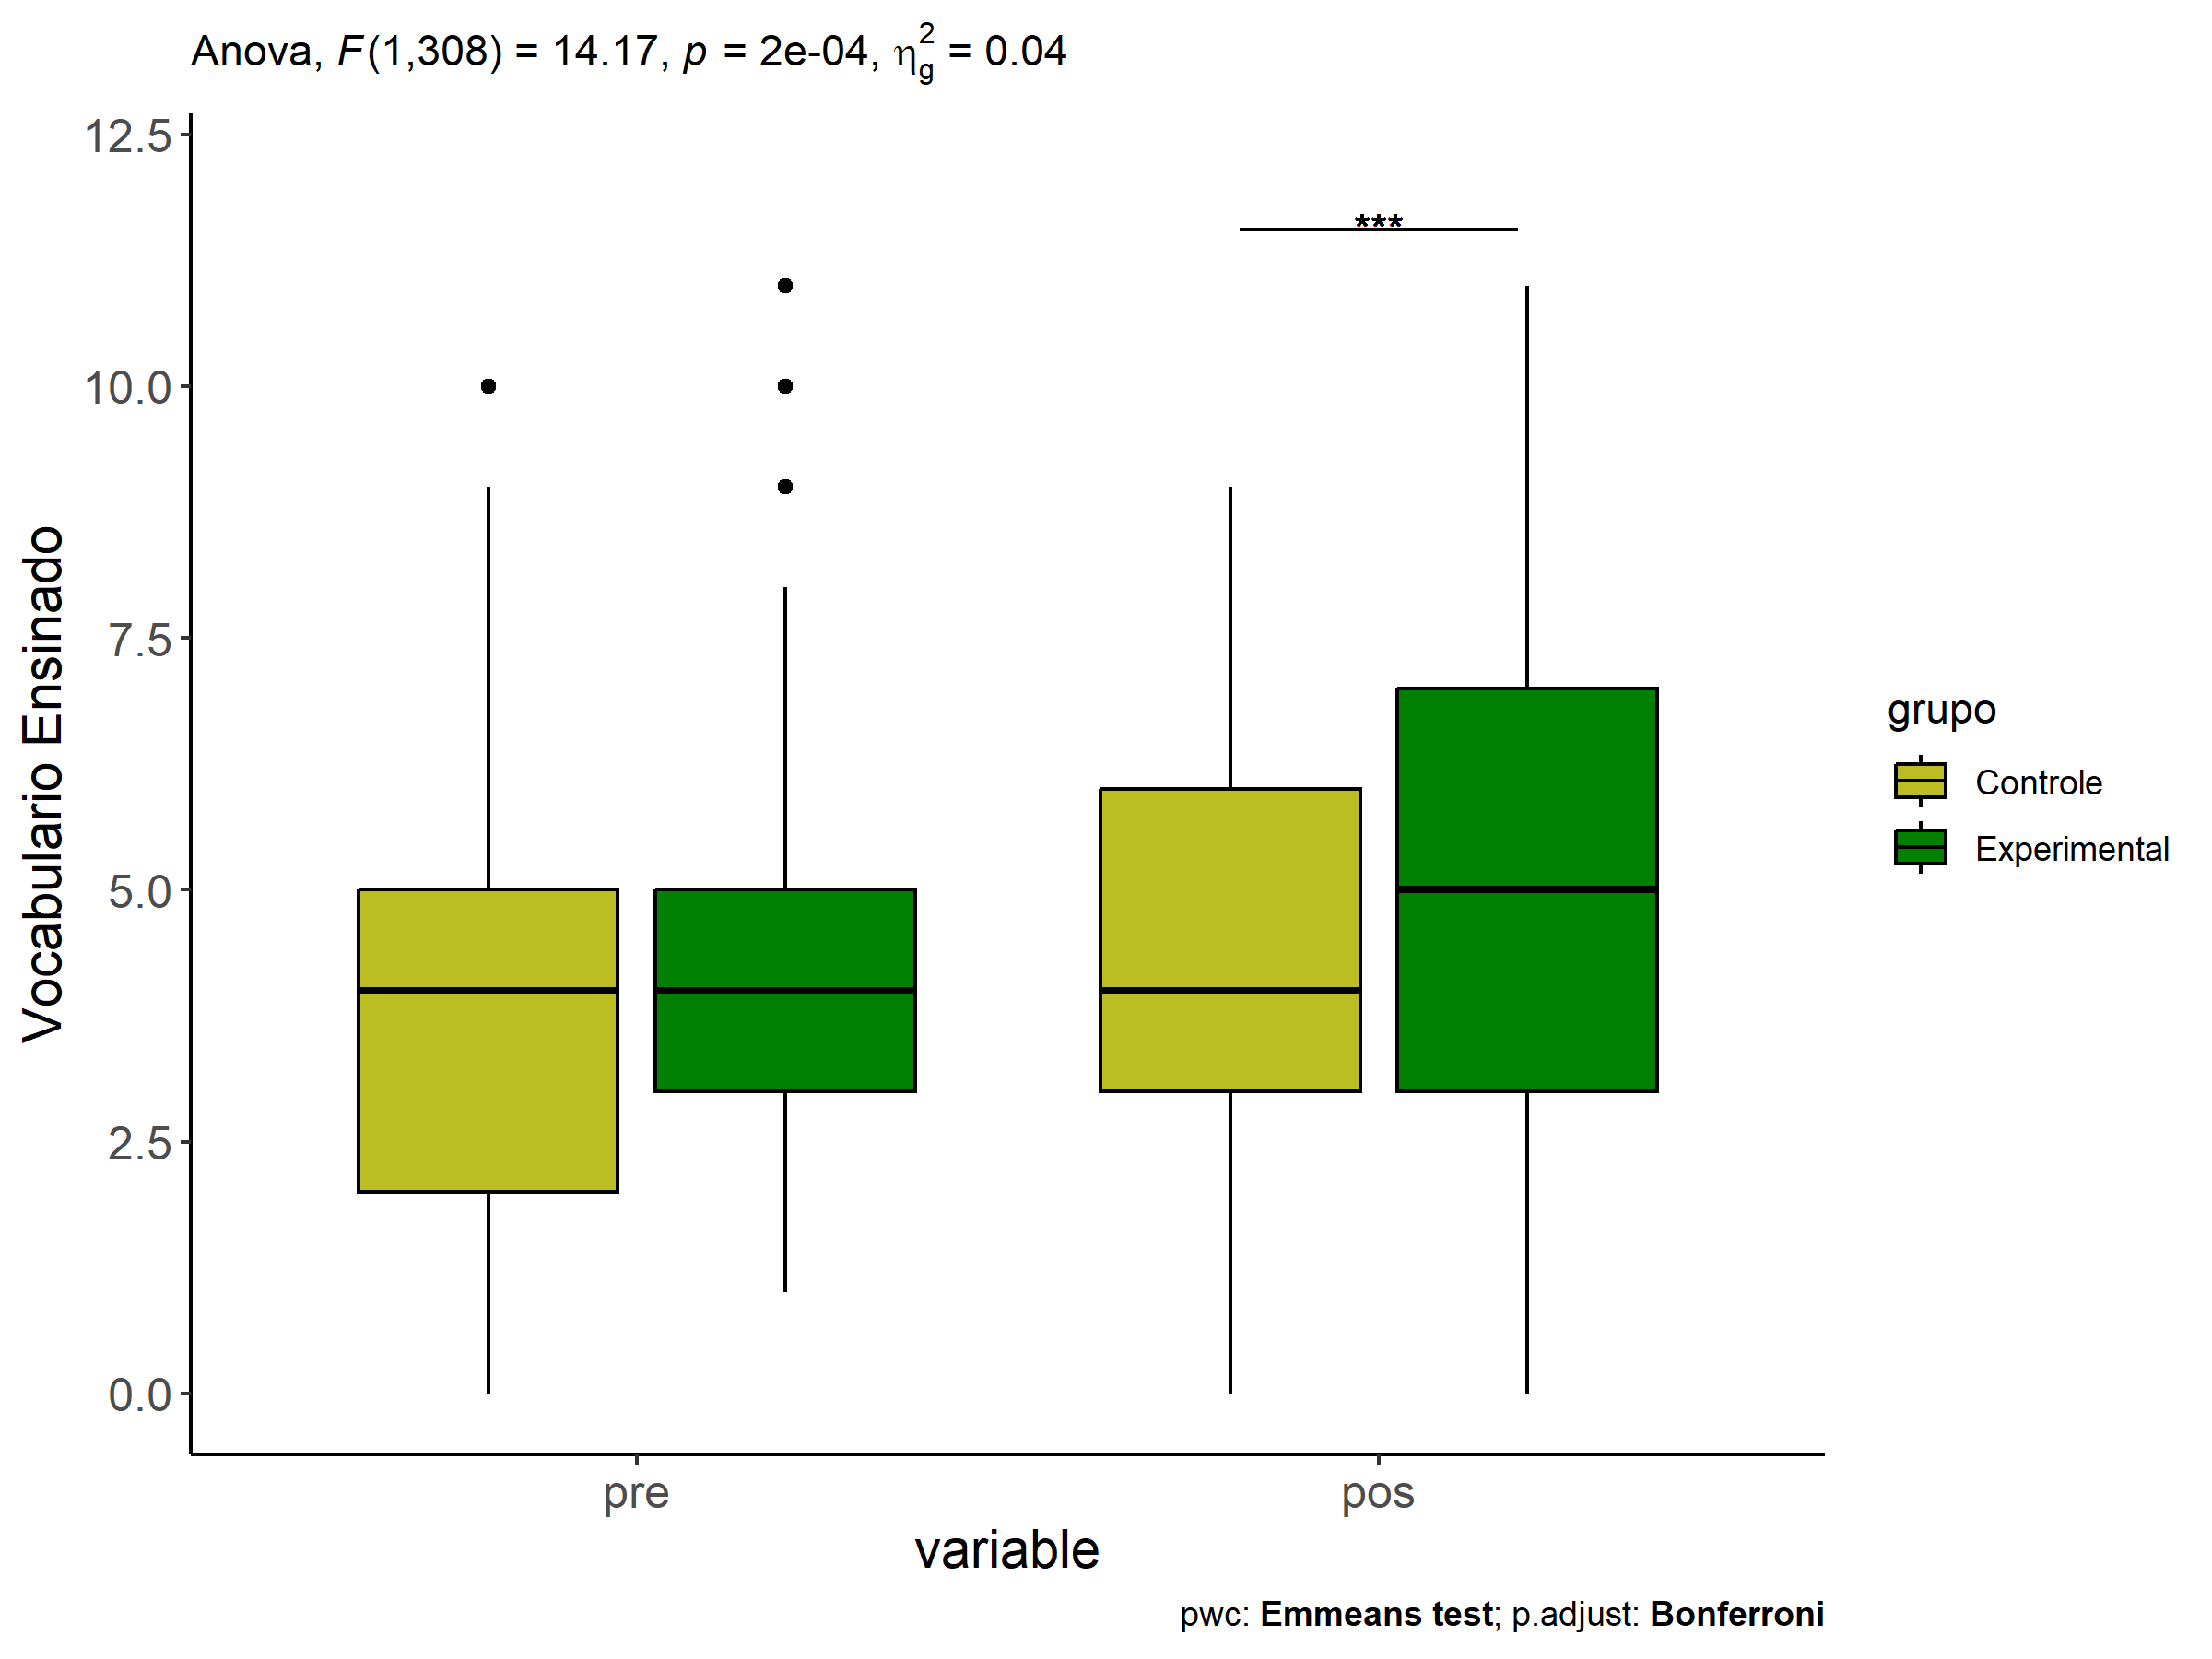 Anova, F(1,308) = 14.17, p = 2e-04, η²g = 0.04
12.5
10.0
7.5
5.0
2.5
0.0
Vocabulario Ensinado
***
grupo
Controle
Experimental
pre
pos
variable
pwc: Emmeans test; p.adjust: Bonferroni